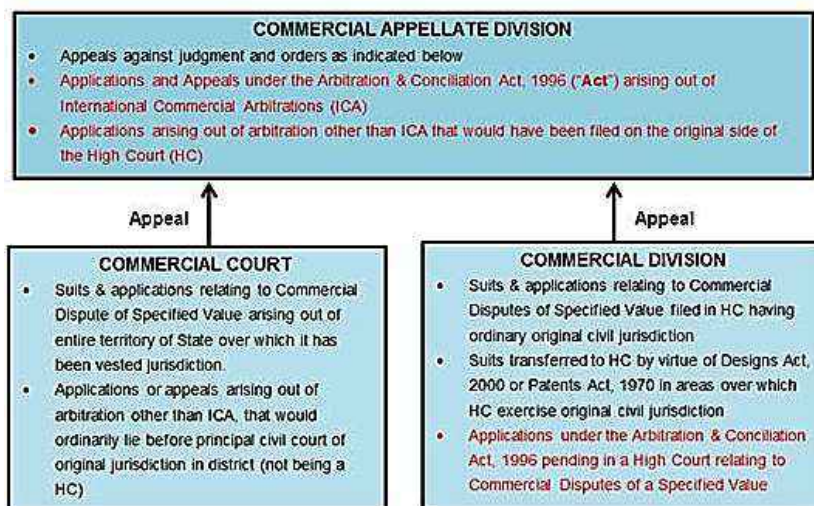 COMMERCIAL APPELLATE DIVISION
• Appeals against judgment and orders as indicated below
• Applications and Appeals under the Arbitration & Conciliation Act, 1996 ("Act") arising out of
International Commercial Arbitrations (ICA)
• Applications arising out of arbitration other than ICA that would have been filed on the original side of
the High Court (HC)
Appeal
Appeal
COMMERCIAL COURT
• Suits & applications relating to Commercial
Dispute of Specified Value arising out of
entire territory of State over which it has
been vested jurisdiction.
• Applications or appeals arising out of
arbitration other than ICA, that would
ordinarily lie before principal civil court of
original jurisdiction in district (not being a
HC)
COMMERCIAL DIVISION
• Suits & applications relating to Commercial
Disputes of Specified Value filed in HC having
ordinary original civil jurisdiction
• Suits transferred to HC by virtue of Designs Act,
2000 or Patents Act, 1970 in areas over which
HC exercise original civil jurisdiction
• Applications under the Arbitration & Conciliation
Act, 1996 pending in a High Court relating to
Commercial Disputes of a Specified Value